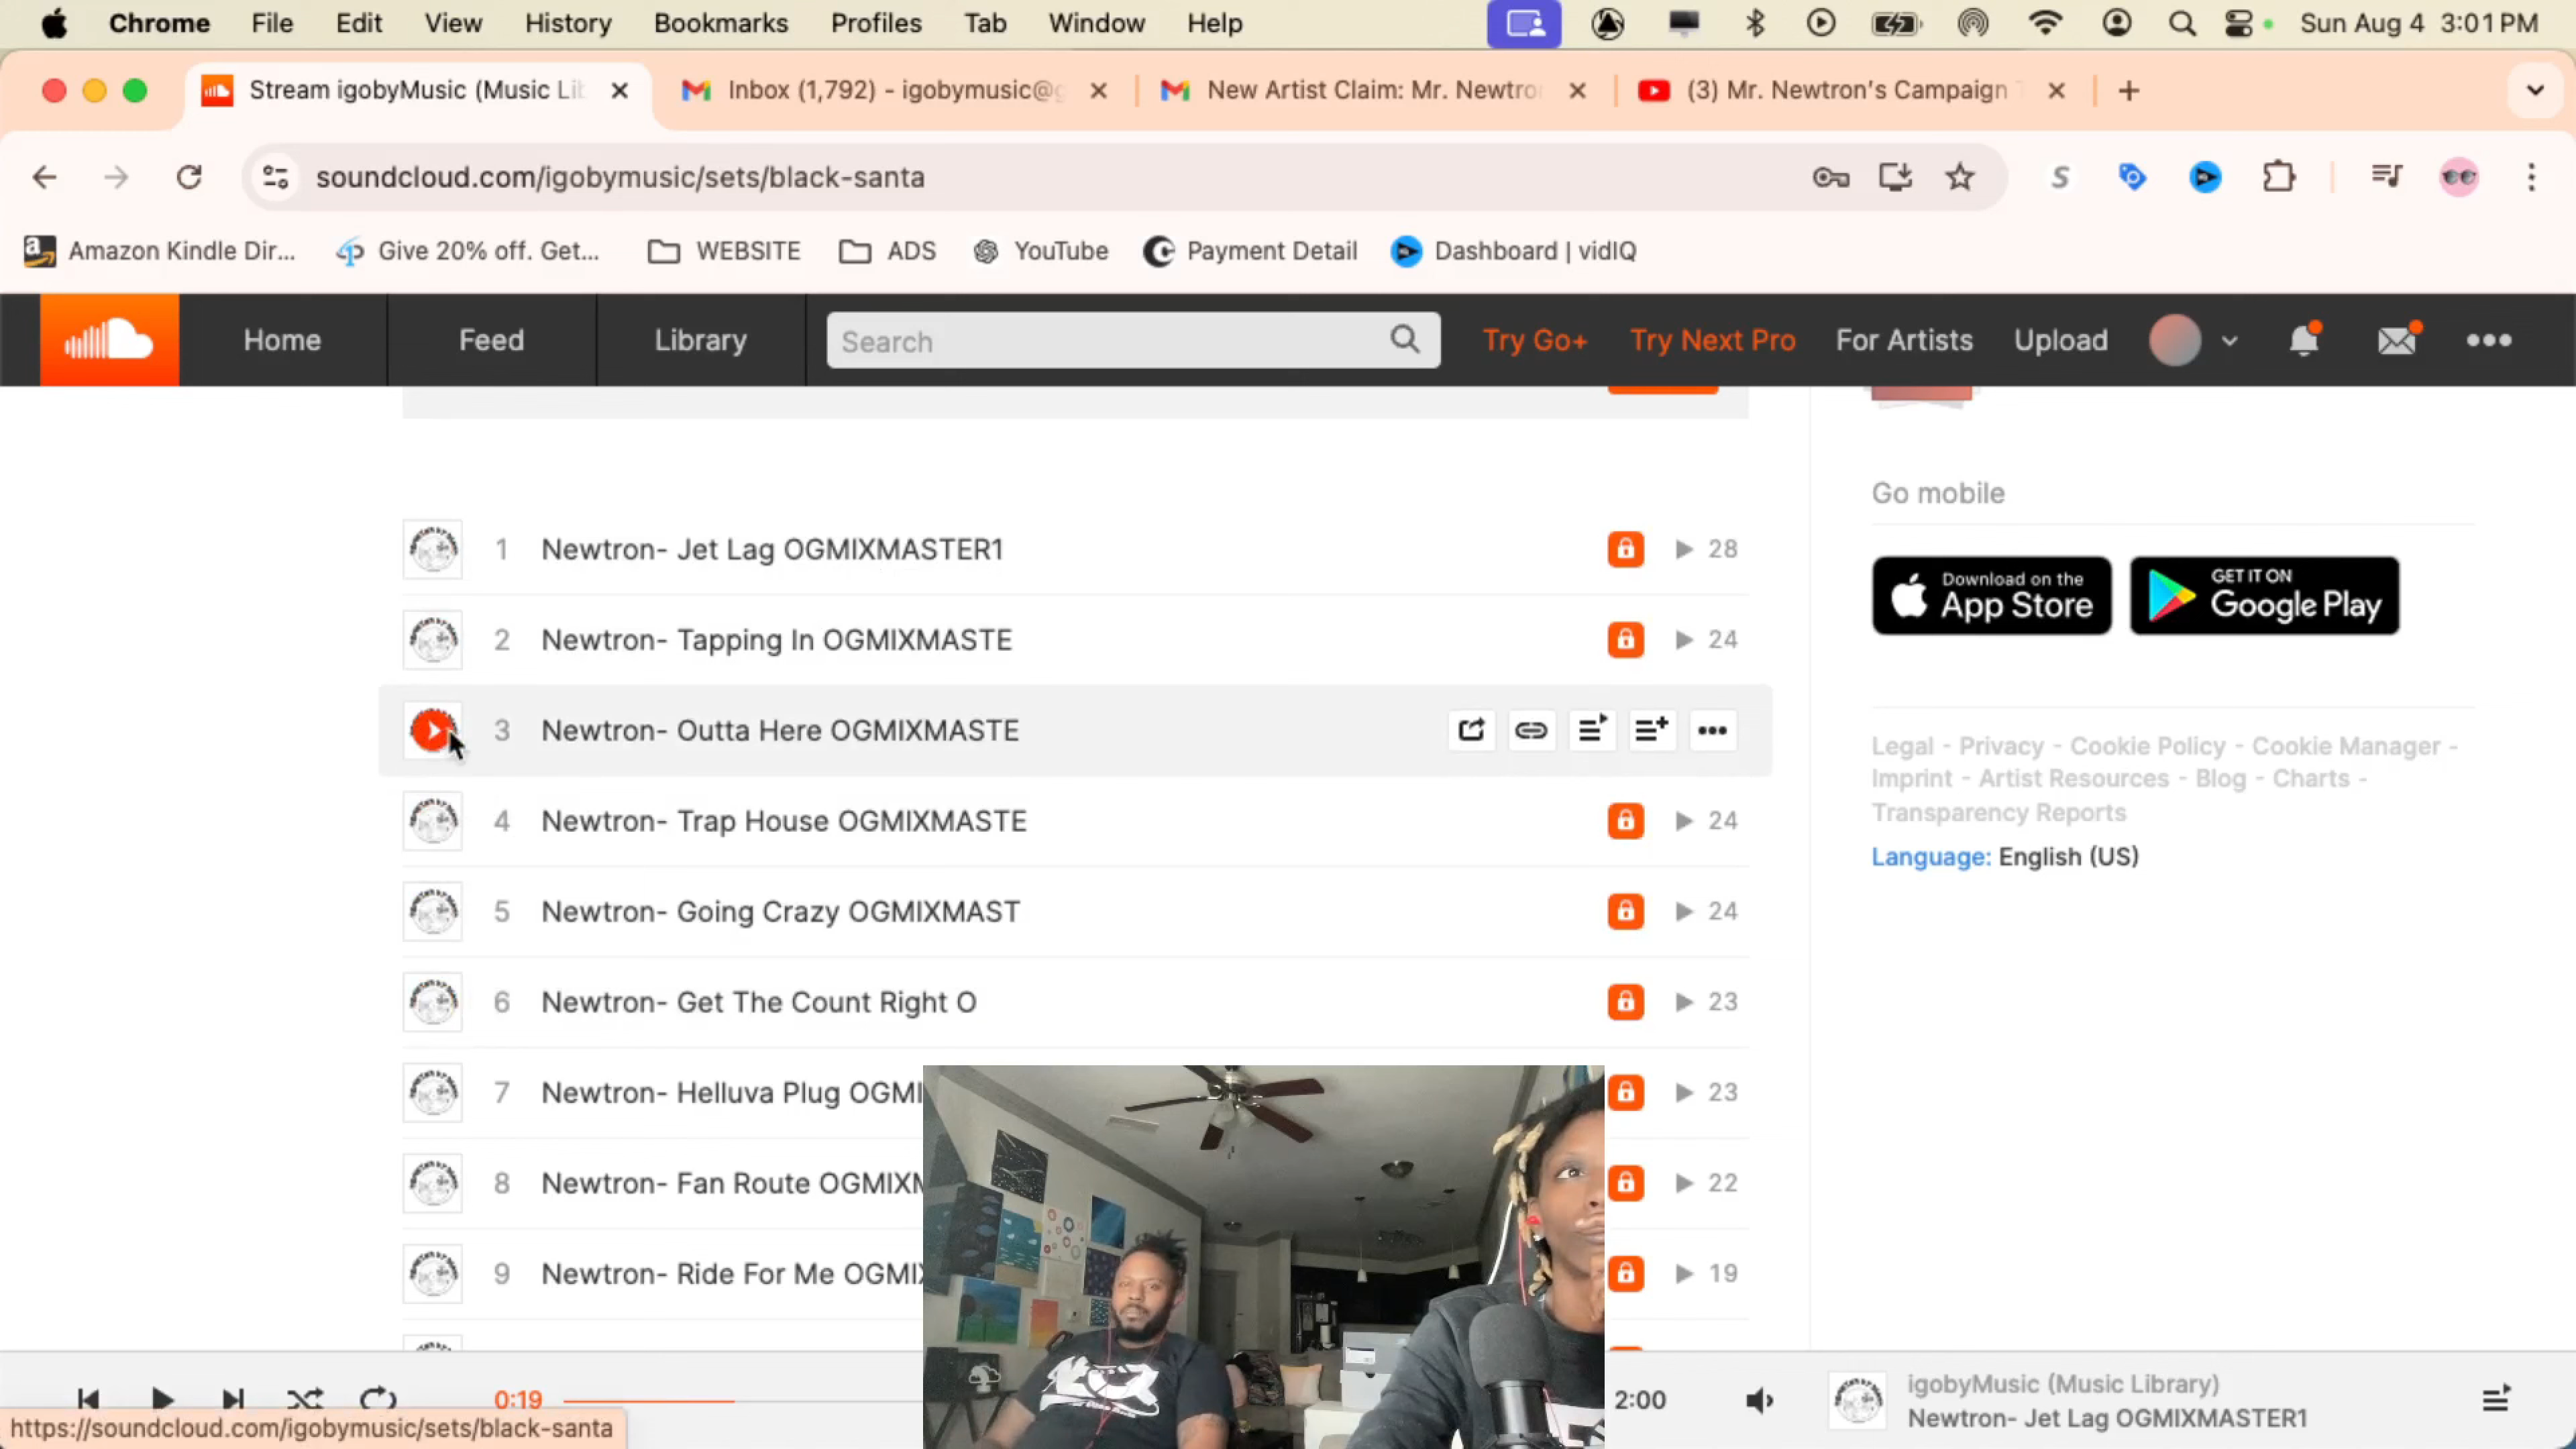 Chrome File Edit View History Bookmarks Profiles Tab Window Help Sun Aug 4 3:01 PM
Stream igobyMusic (Music Lib Inbox (1,792) - igobymusic@g New Artist Claim: Mr. Newtro (3) Mr. Newtron's Campaign
soundcloud.com/igobymusic/sets/black-santa
Amazon Kindle Dir... Give 20% off. Get... WEBSITE ADS YouTube Payment Detail Dashboard | vidIQ
Home Feed Library Search Try Go+ Try Next Pro For Artists Upload
Go mobile
Download on the App Store
GET IT ON Google Play
Legal - Privacy - Cookie Policy - Cookie Manager -
Imprint - Artist Resources - Blog - Charts -
Transparency Reports
Language: English (US)
1 Newtron- Jet Lag OGMIXMASTER1 28
2 Newtron- Tapping In OGMIXMASTE 24
3 Newtron- Outta Here OGMIXMASTE
4 Newtron- Trap House OGMIXMASTE 24
5 Newtron- Going Crazy OGMIXMAST 24
6 Newtron- Get The Count Right O 23
7 Newtron- Helluva Plug OGMI 23
8 Newtron- Fan Route OGMIX 22
9 Newtron- Ride For Me OGMI 19
0:19 2:00
igobyMusic (Music Library)
Newtron- Jet Lag OGMIXMASTER1
https://soundcloud.com/igobymusic/sets/black-santa